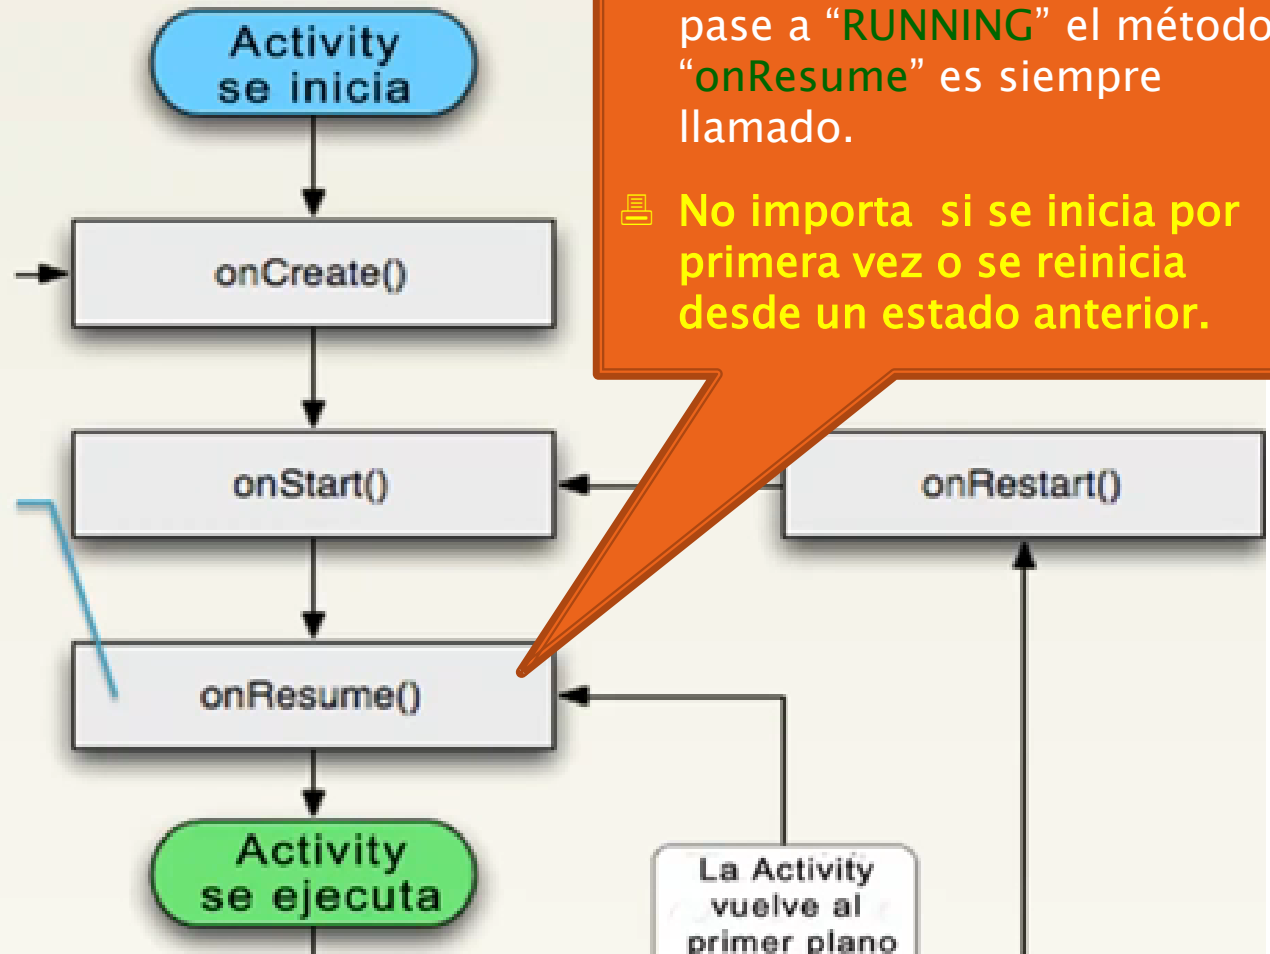 Activity
se inicia
pase a “RUNNING” el método
“onResume” es siempre
llamado.
No importa  si se inicia por
primera vez o se reinicia
desde un estado anterior.
onCreate()
onStart()
onRestart()
onResume()
Activity
se ejecuta
La Activity
vuelve al
primer plano